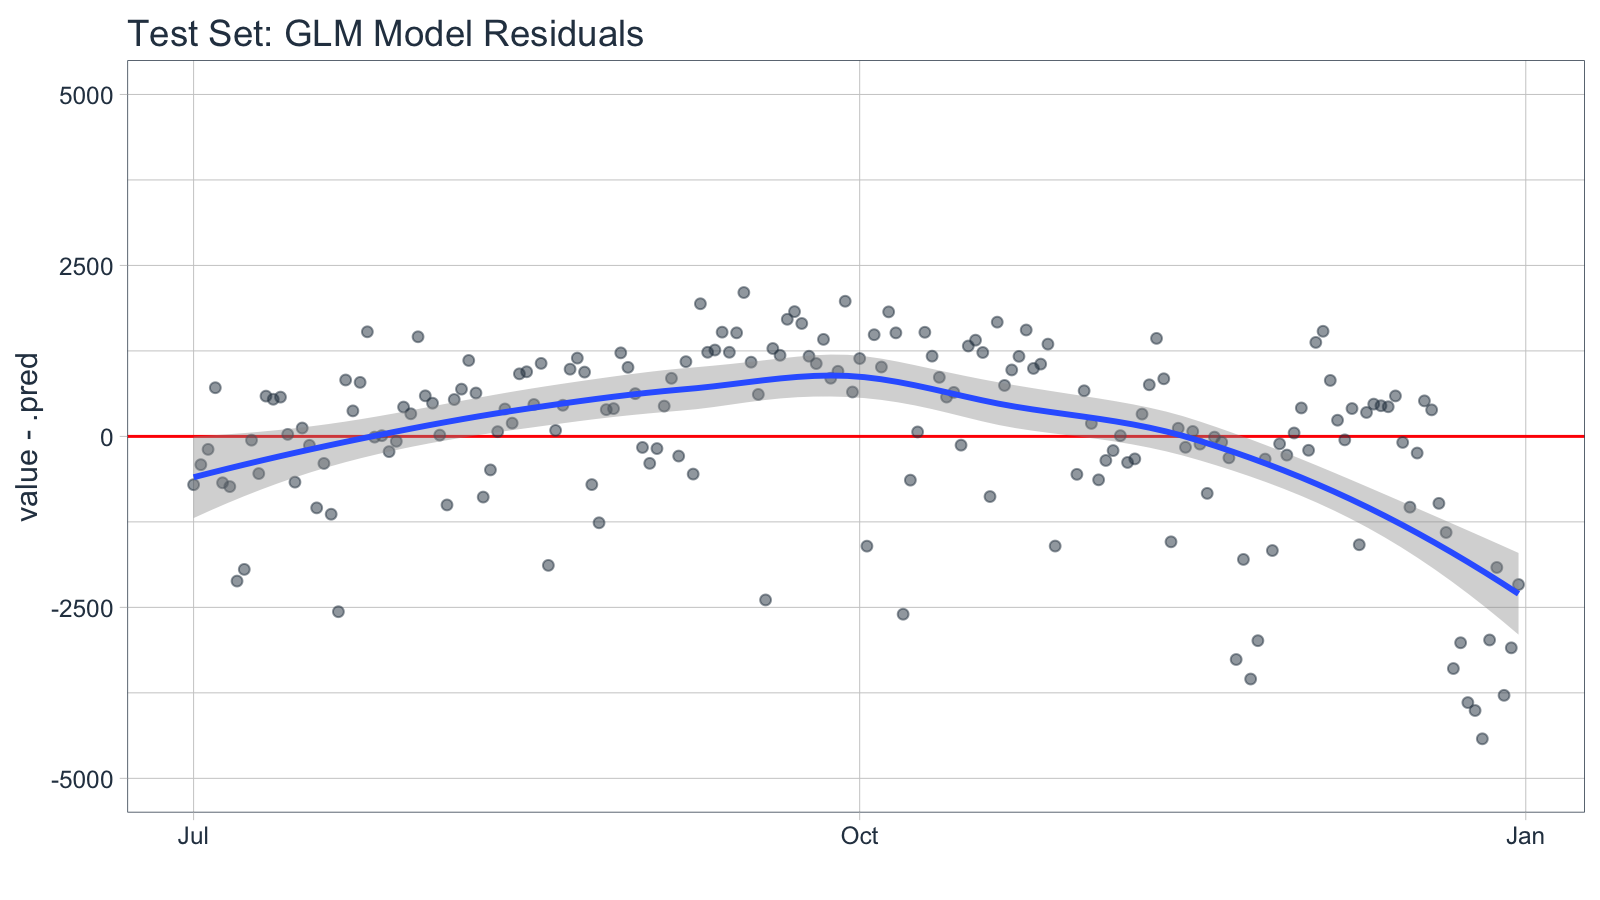 Test Set: GLM Model Residuals
5000
2500
0
-2500
-5000
value - .pred
Jul
Oct
Jan